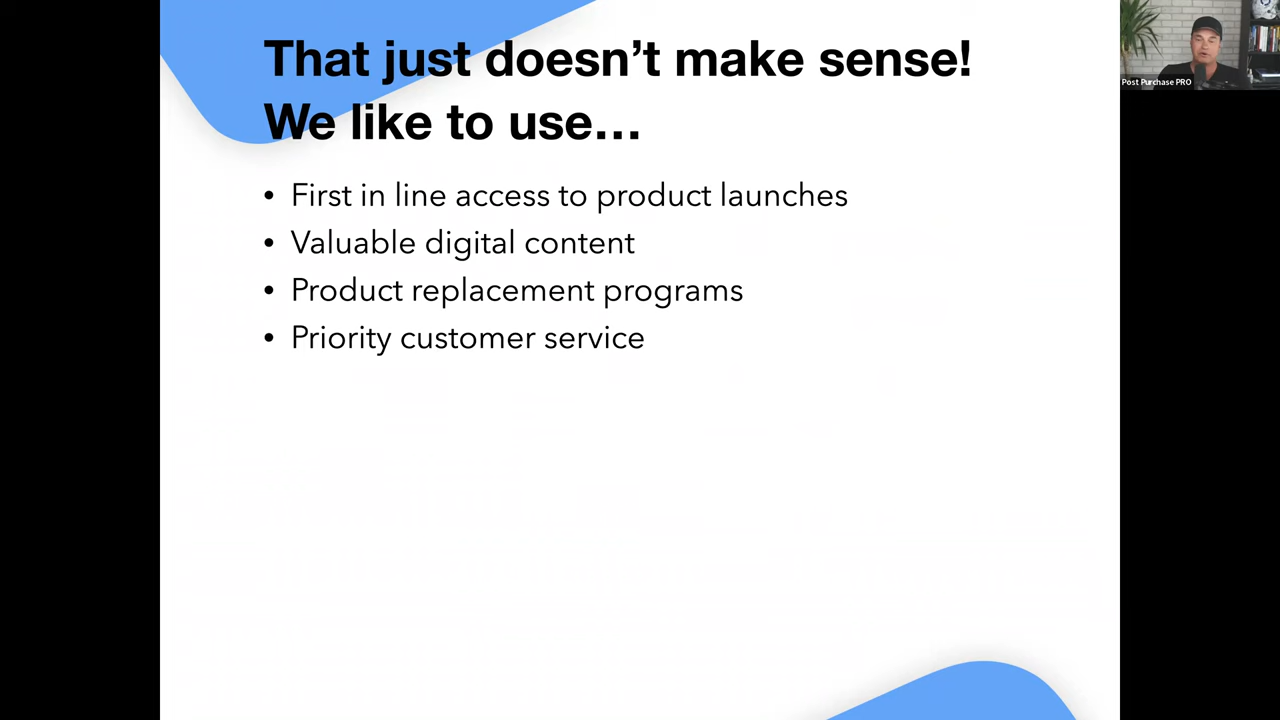 That just doesn’t make sense!
We like to use…
• First in line access to product launches
• Valuable digital content
• Product replacement programs
• Priority customer service
Post Purchase PRO